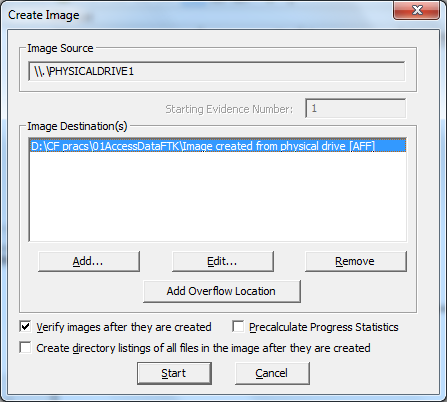 Create Image
Image Source
\\.\PHYSICALDRIVE1
Starting Evidence Number: 1
Image Destination(s)
D:\CF pracs\01AccessDataFTK\Image created from physical drive [AFF]
Add... Edit... Remove
Add Overflow Location
Verify images after they are created Precalculate Progress Statistics
Create directory listings of all files in the image after they are created
Start Cancel